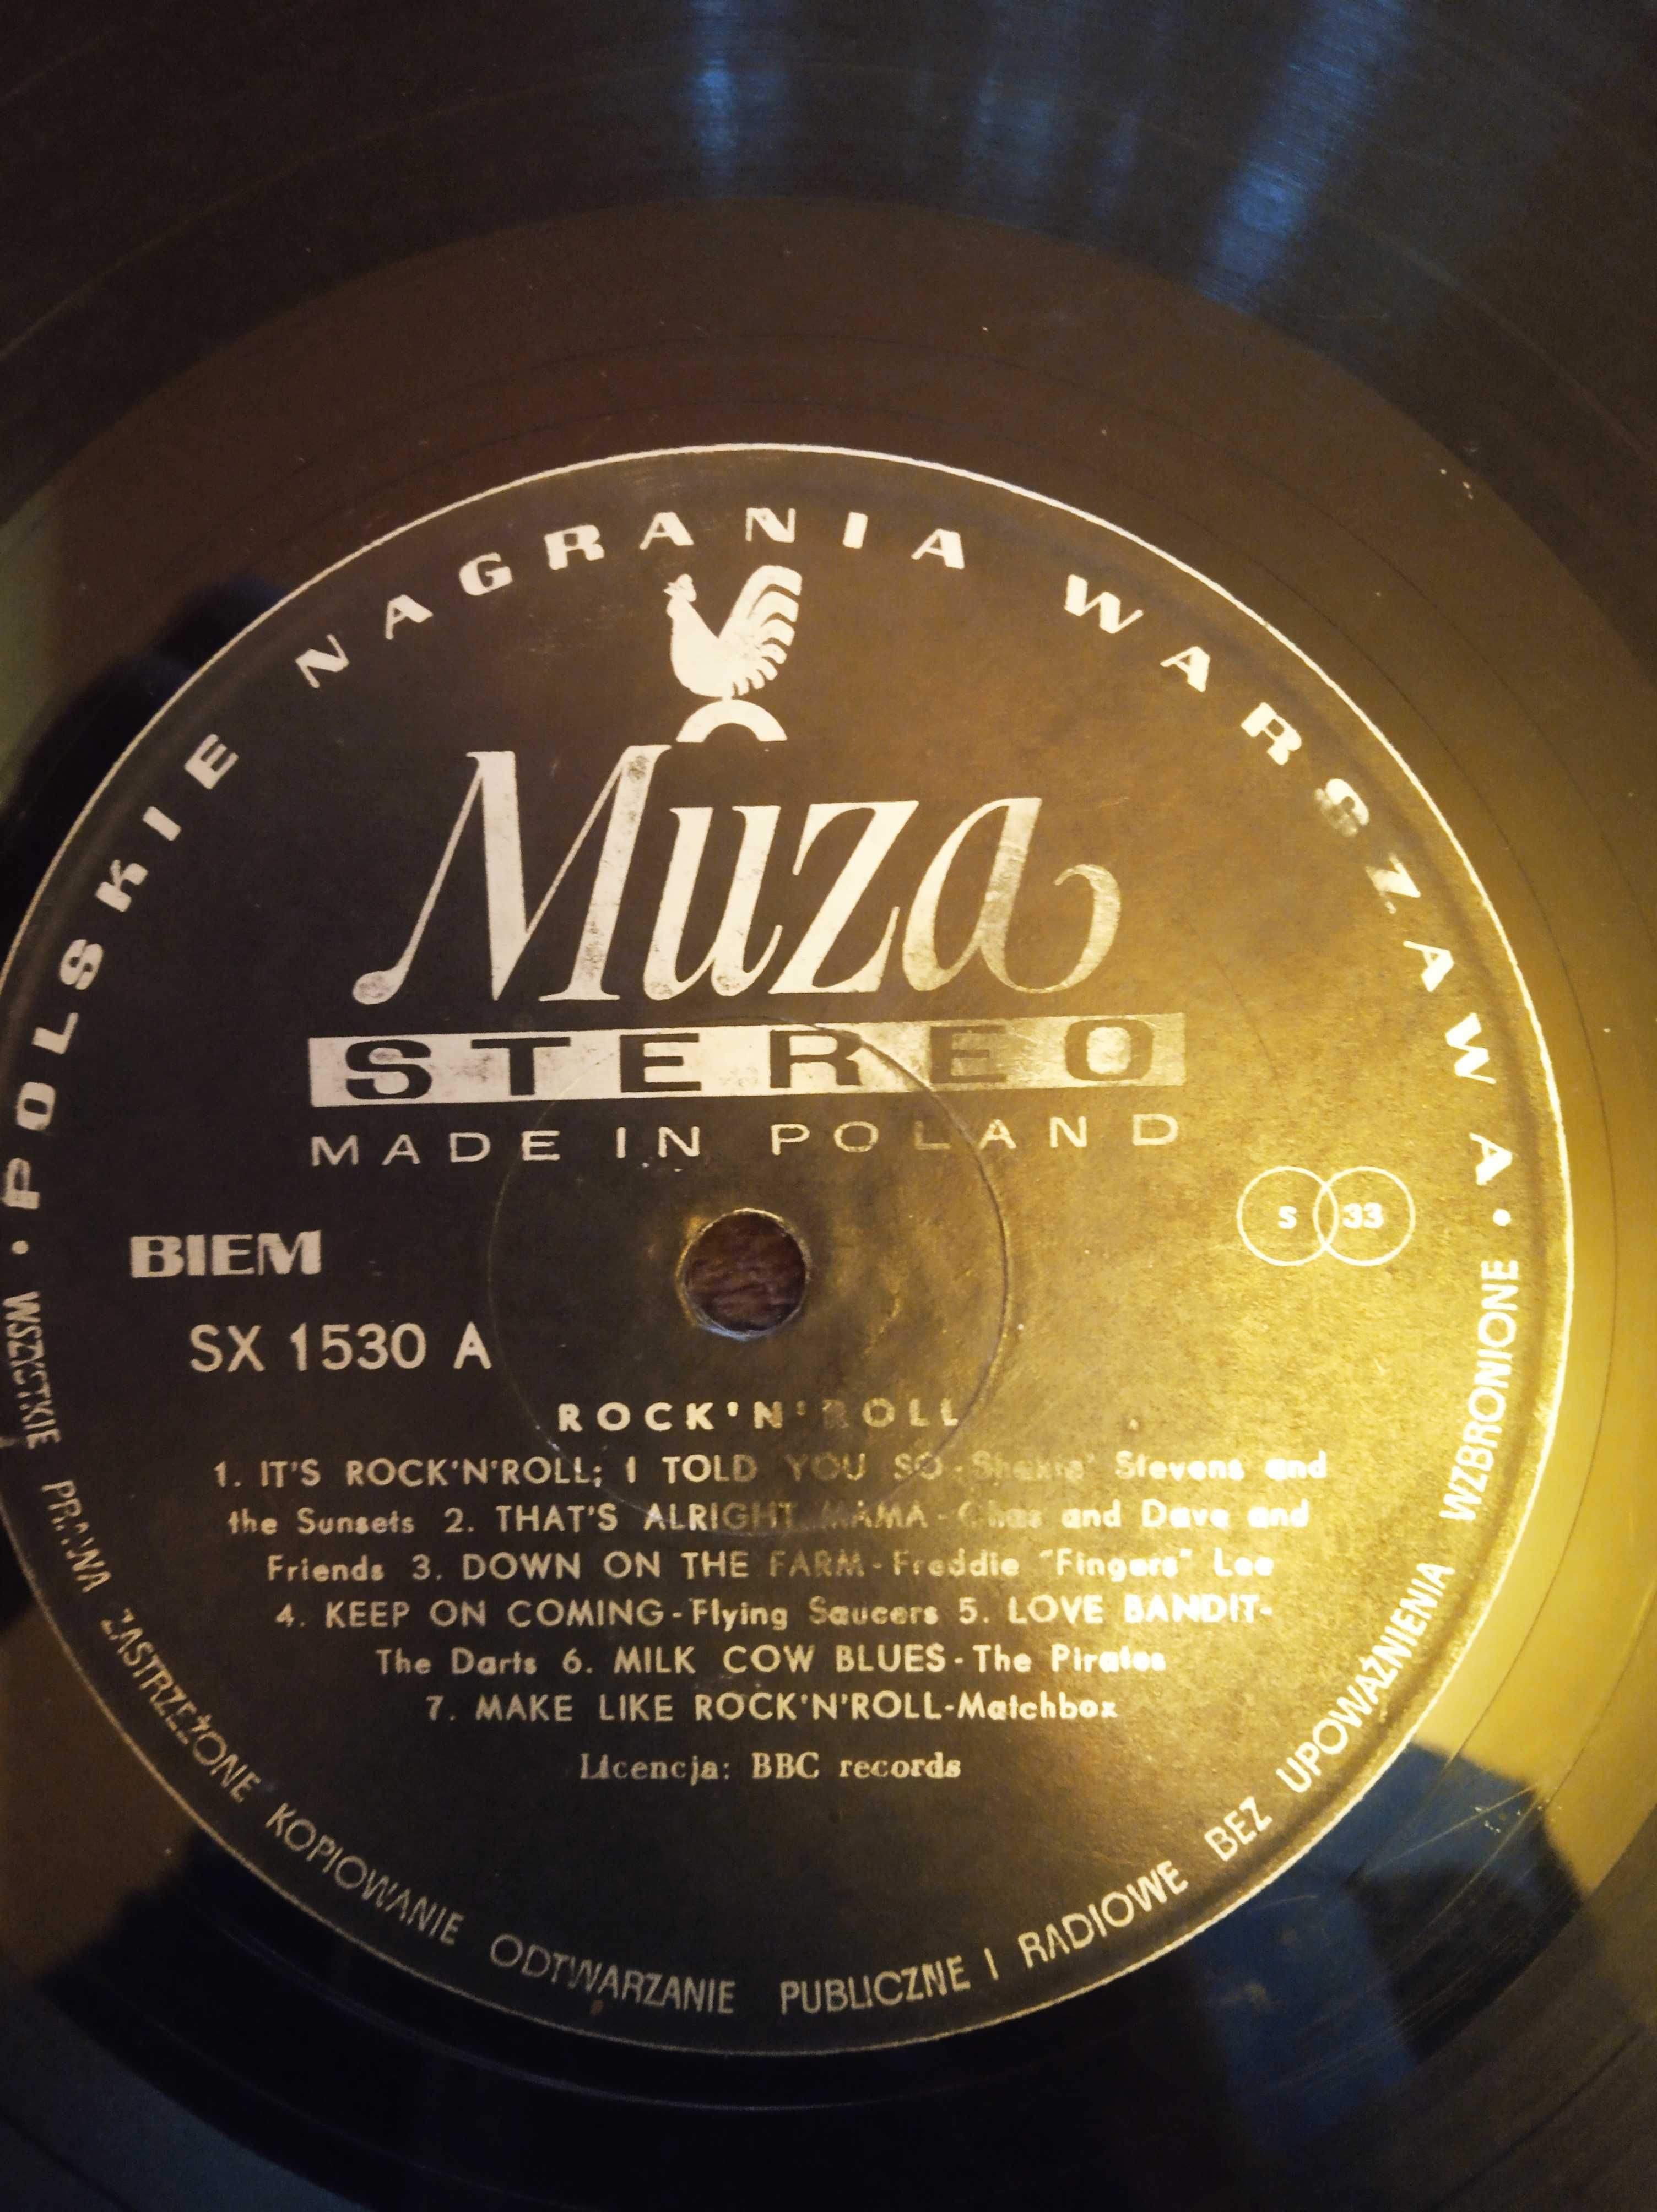 • POLSKIE NAGRANIA WARSZAWA •
Muza
STEREO
MADE IN POLAND
S 33
BIEM
SX 1530 A
ROCK'N'ROLL
1. IT'S ROCK'N'ROLL; I TOLD YOU SO-Shakin' Stevens and
the Sunsets 2. THAT'S ALRIGHT MAMA-Chas and Dave and
Friends 3. DOWN ON THE FARM-Freddie "Fingers" Lee
4. KEEP ON COMING-Flying Saucers 5. LOVE BANDIT-
The Darts 6. MILK COW BLUES-The Pirates
7. MAKE LIKE ROCK'N'ROLL-Matchbox
Licencja: BBC records
WSZYSTKIE PRAWA ZASTRZEŻONE KOPIOWANIE ODTWARZANIE PUBLICZNE I RADIOWE BEZ UPOWAŻNIENIA WZBRONIONE